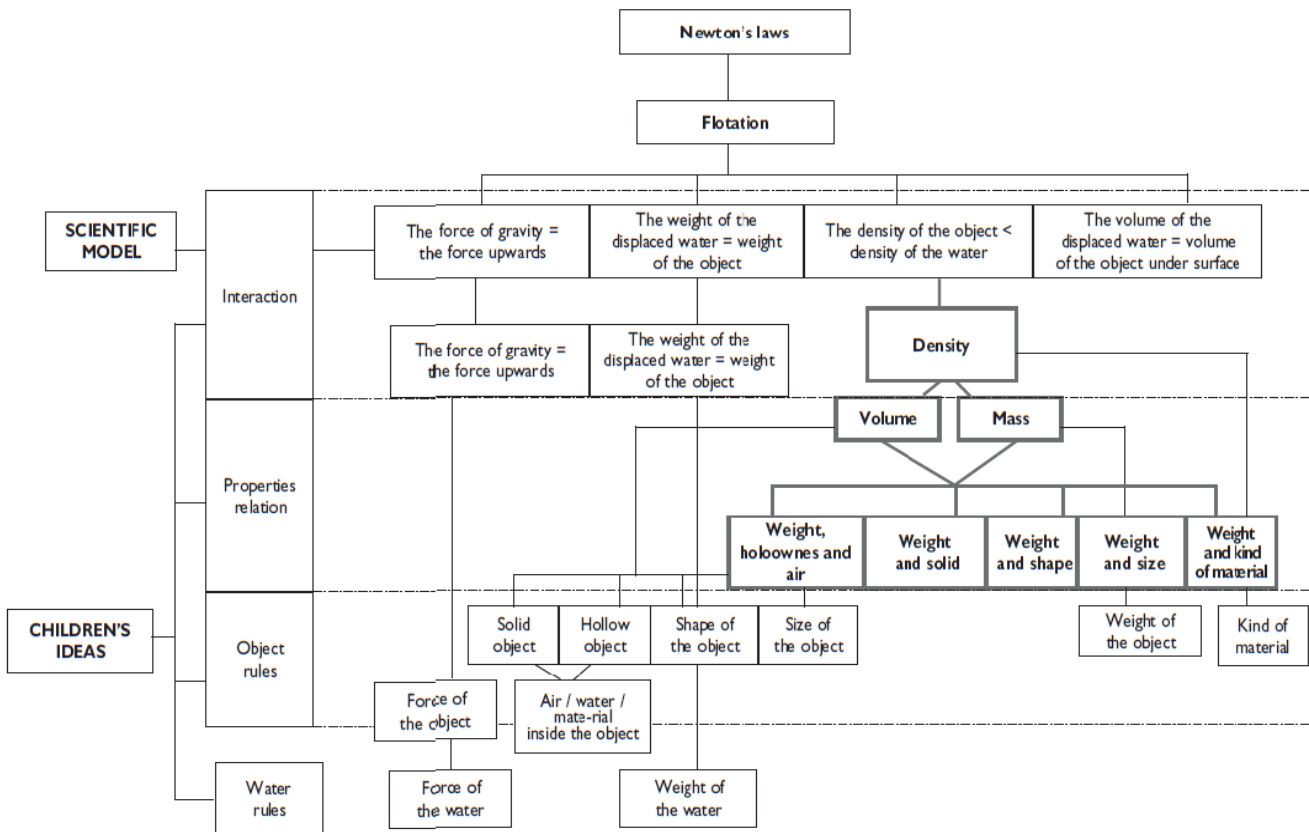 Newton's laws
Flotation
SCIENTIFIC
MODEL
Interaction
The force of gravity =
the force upwards
The weight of the
displaced water = weight
of the object
The density of the object <
density of the water
The volume of the
displaced water = volume
of the object under surface
The force of gravity =
the force upwards
The weight of the
displaced water = weight
of the object
Density
Volume
Mass
Properties
relation
Weight,
holoownes and
air
Weight
and solid
Weight
and shape
Weight
and size
Weight
and kind
of material
CHILDREN'S
IDEAS
Object
rules
Solid
object
Hollow
object
Shape of
the object
Size of
the object
Weight of
the object
Kind of
material
Force of
the object
Air / water /
mate-rial
inside the object
Water
rules
Force of
the water
Weight of
the water